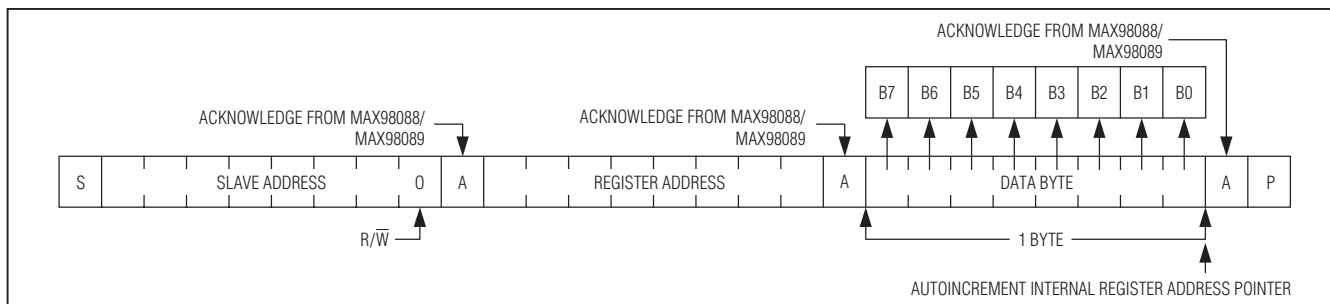 ACKNOWLEDGE FROM MAX98088/
MAX98089
B7 B6 B5 B4 B3 B2 B1 B0
ACKNOWLEDGE FROM MAX98088/
MAX98089
ACKNOWLEDGE FROM MAX98088/
MAX98089
S SLAVE ADDRESS O A REGISTER ADDRESS A DATA BYTE A P
R/W̅
1 BYTE
AUTOINCREMENT INTERNAL REGISTER ADDRESS POINTER